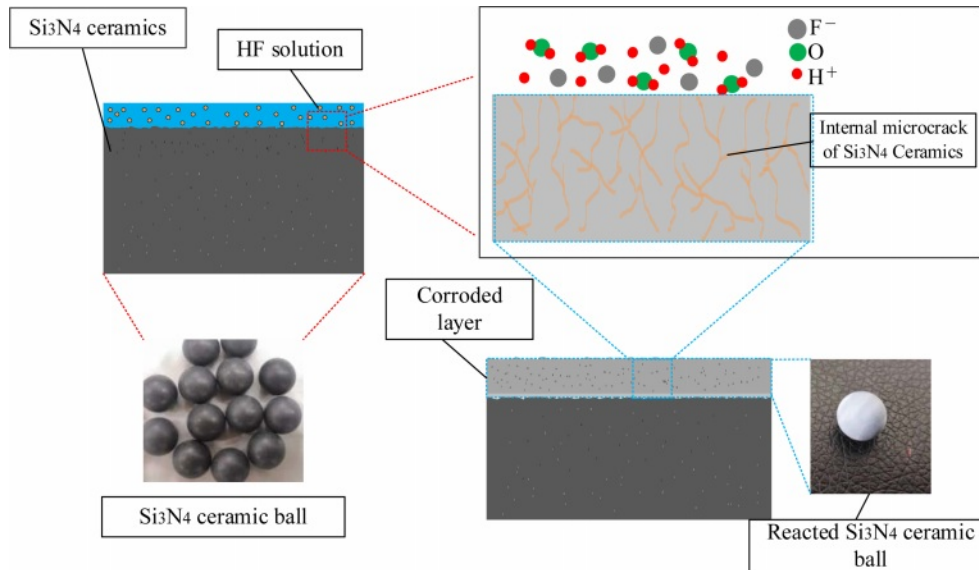 Si3N4 ceramics
HF solution
F−
O
H+
Internal microcrack
of Si3N4 Ceramics
Corroded
layer
Si3N4 ceramic ball
Reacted Si3N4 ceramic
ball